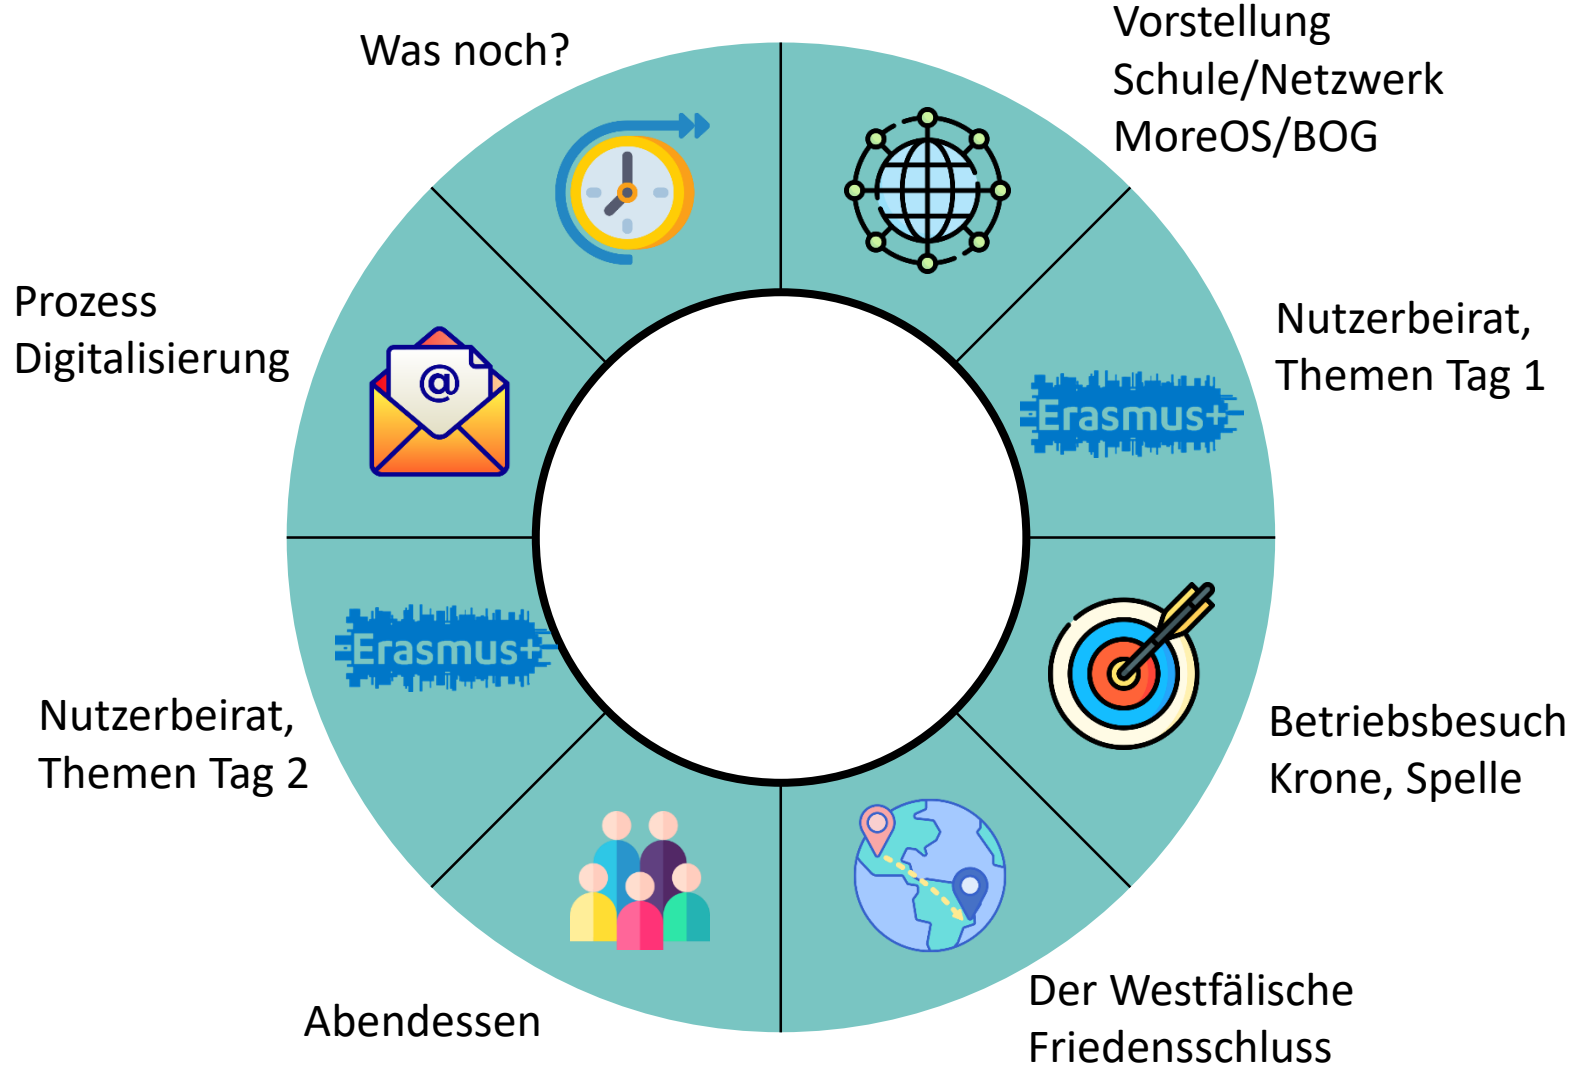 Was noch?
Vorstellung
Schule/Netzwerk
MoreOS/BOG
Nutzerbeirat,
Themen Tag 1
Erasmus+
Betriebsbesuch
Krone, Spelle
Der Westfälische
Friedensschluss
Abendessen
Nutzerbeirat,
Themen Tag 2
Erasmus+
Prozess
Digitalisierung
@